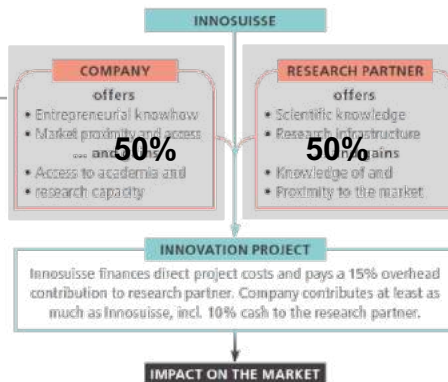 INNOSUISSE
COMPANY
offers
• Entrepreneurial knowhow
• Market proximity and access
... and
50%
• Access to academia and
• research capacity
RESEARCH PARTNER
offers
• Scientific knowledge
• Research infrastructure
50%
gains
• Knowledge of and
• Proximity to the market
INNOVATION PROJECT
Innosuisse finances direct project costs and pays a 15% overhead
contribution to research partner. Company contributes at least as
much as Innosuisse, incl. 10% cash to the research partner.
IMPACT ON THE MARKET